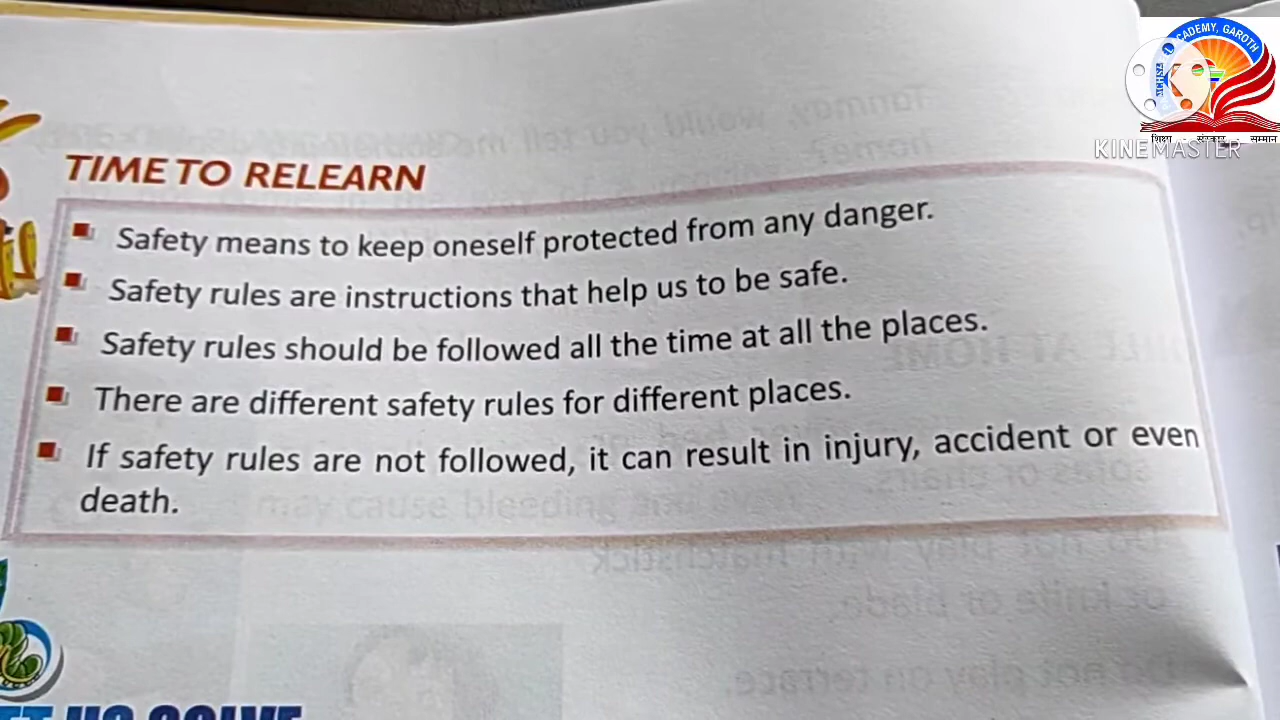 CADEMY, GAROTH
शिक्षा संस्कार सम्मान
KINEMASTER
TIME TO RELEARN
Safety means to keep oneself protected from any danger.
Safety rules are instructions that help us to be safe.
Safety rules should be followed all the time at all the places.
There are different safety rules for different places.
If safety rules are not followed, it can result in injury, accident or even
death.